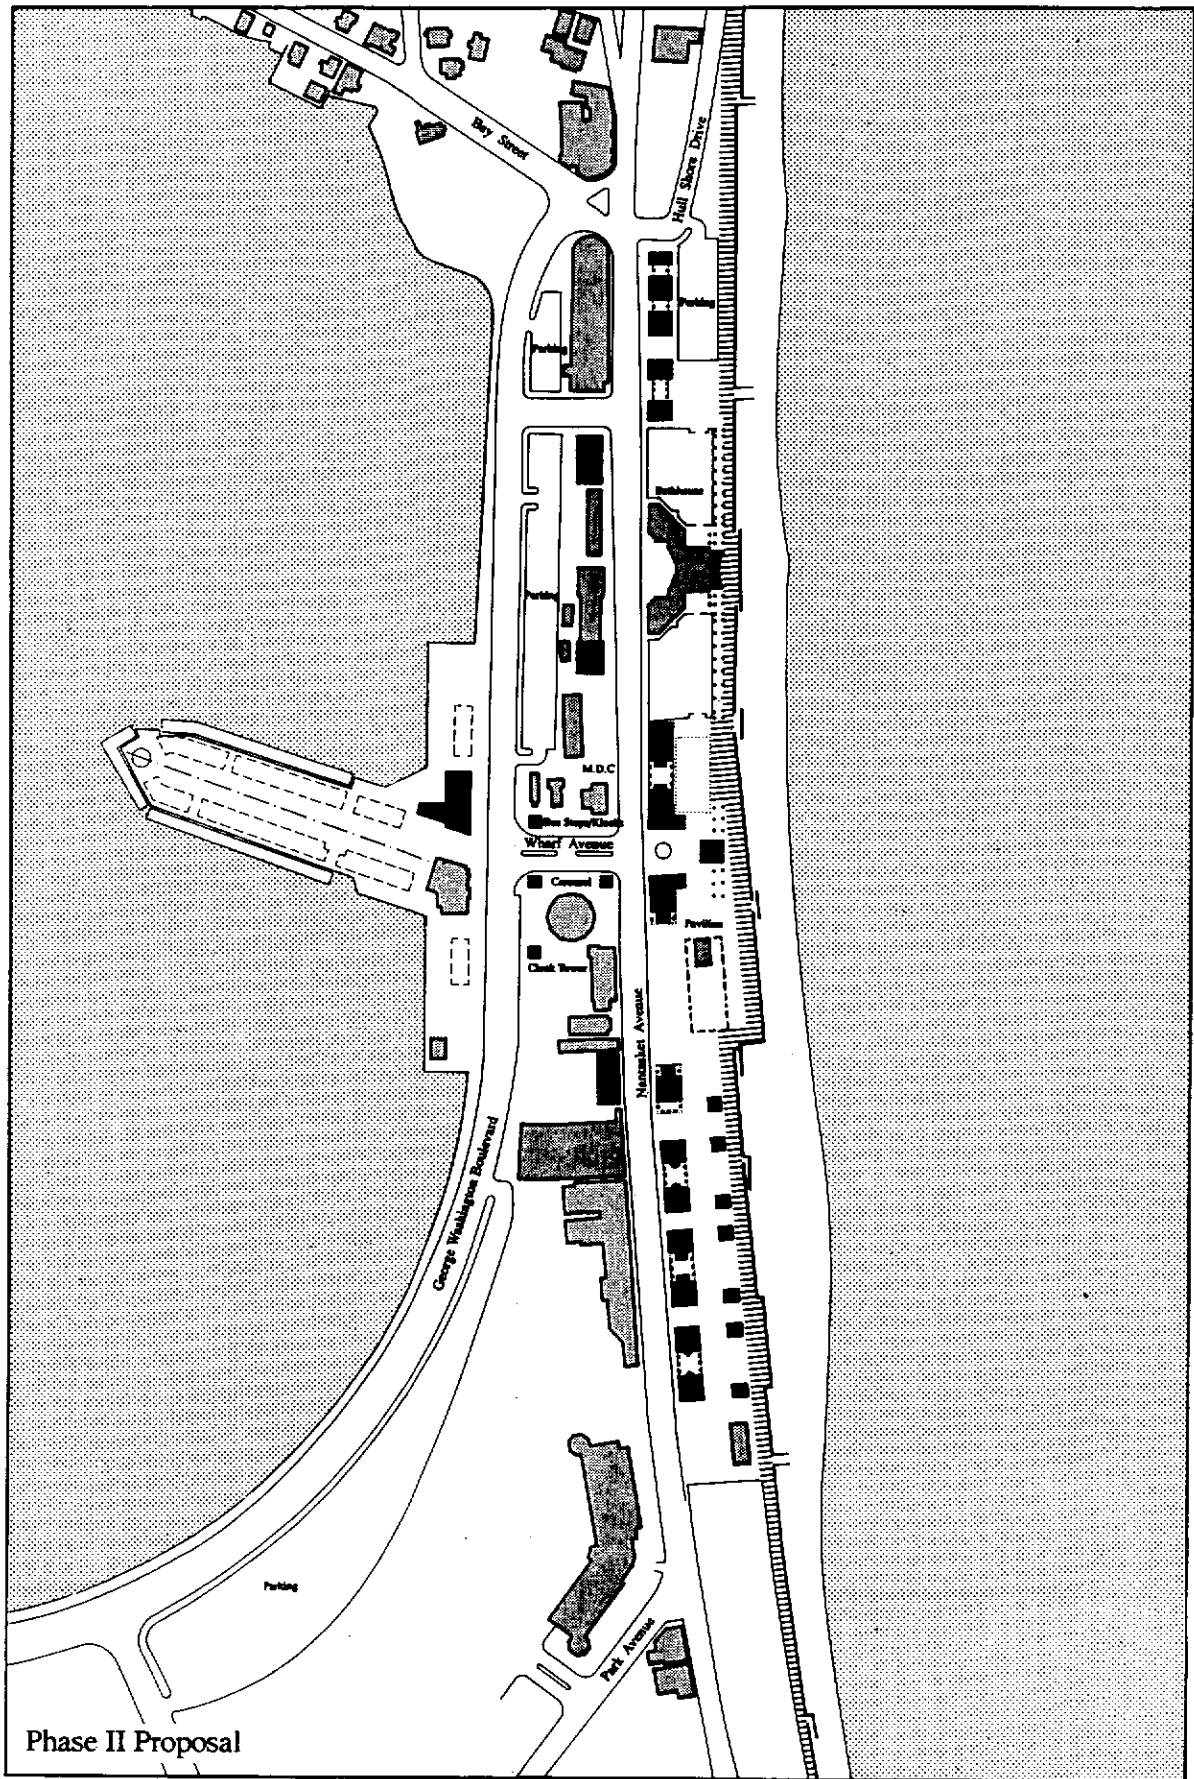 Bay Street
Hull Shore Drive
Parking
Parking
Bathhouse
Parking
M.D.C
Bus Stops/Kiosks
Wharf Avenue
Carousel
Pavilion
Clock Tower
Nantasket Avenue
George Washington Boulevard
Parking
Park Avenue
Phase II Proposal